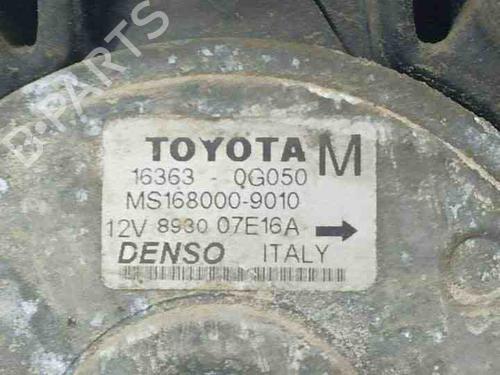 B-PARTS
TOYOTA M
16363 - 0G050
MS168000-9010
12V 8930 07E16A
DENSO ITALY